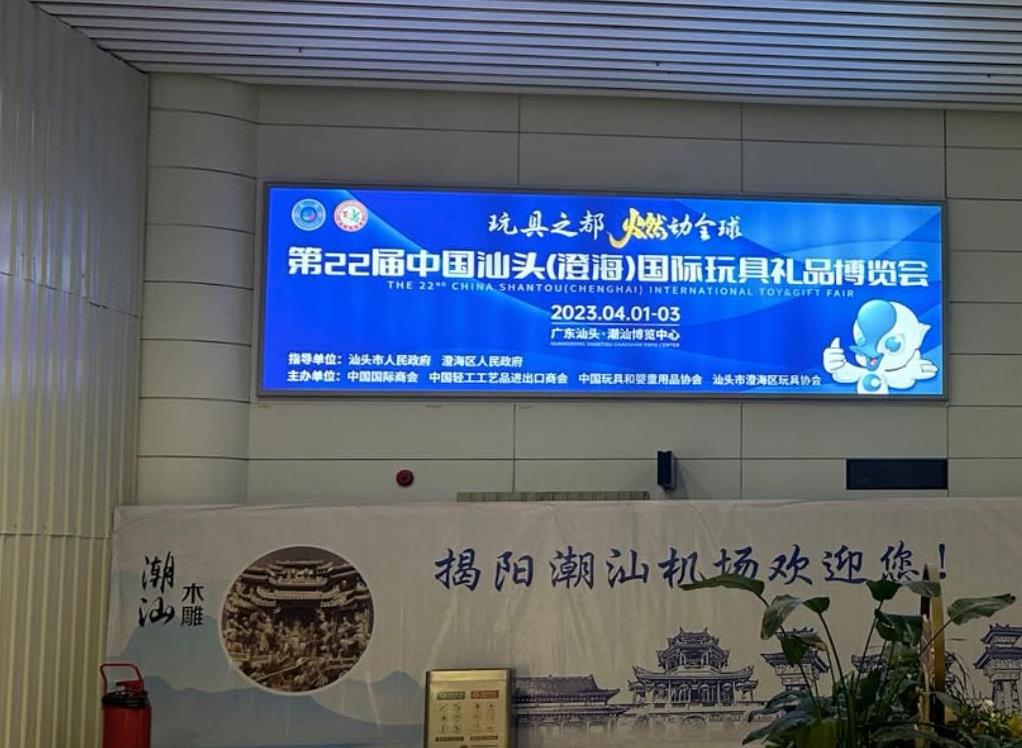 玩具之都 燃动全球
第22届中国汕头(澄海)国际玩具礼品博览会
THE 22ND CHINA SHANTOU(CHENGHAI) INTERNATIONAL TOY&GIFT FAIR
2023.04.01-03
广东汕头·潮汕博览中心
GUANGDONG SHANTOU CHAOSHAN EXPO CENTER
指导单位：汕头市人民政府 澄海区人民政府
主办单位：中国国际商会 中国轻工工艺品进出口商会 中国玩具和婴童用品协会 汕头市澄海区玩具协会
揭阳潮汕机场欢迎您！
潮汕
木雕